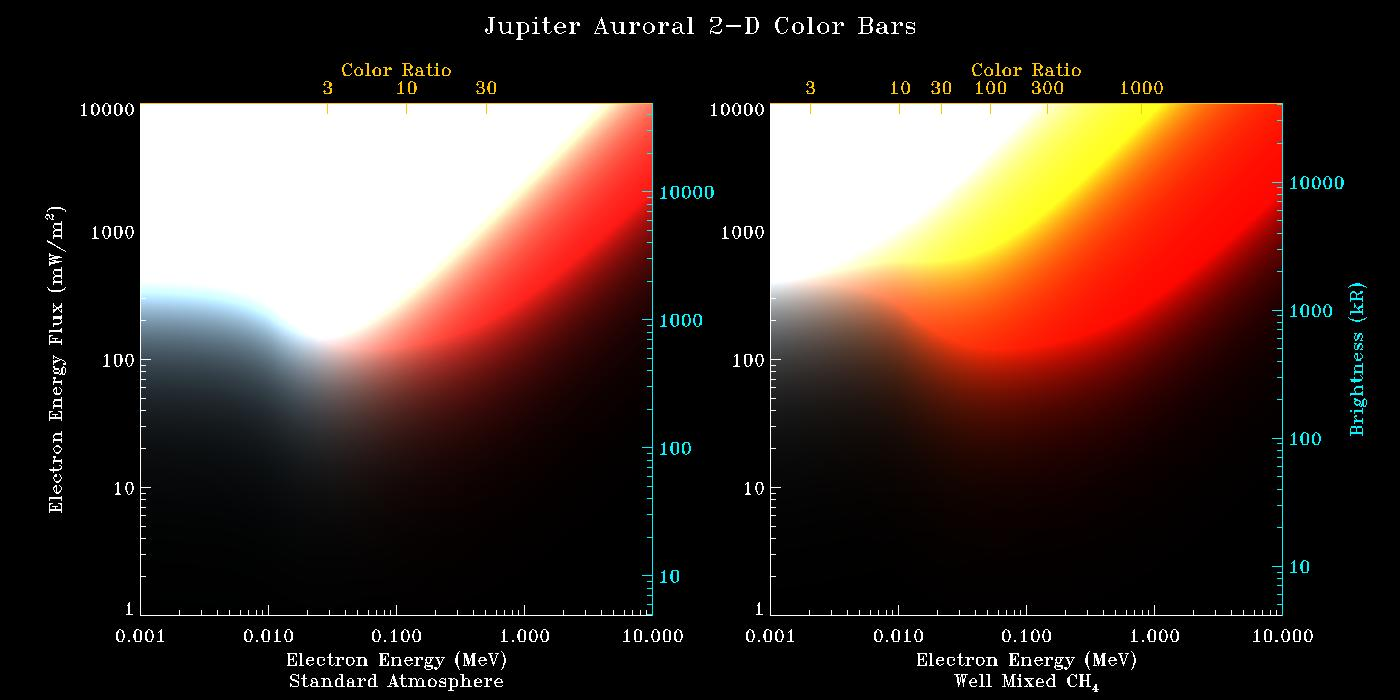 Jupiter Auroral 2-D Color Bars
Color Ratio
3 10 30
10000
1000
100
10
1
Electron Energy Flux (mW/m²)
10000
1000
100
10
0.001 0.010 0.100 1.000 10.000
Electron Energy (MeV)
Standard Atmosphere
Color Ratio
3 10 30 100 300 1000
10000
1000
100
10
1
10000
1000
100
10
Brightness (kR)
0.001 0.010 0.100 1.000 10.000
Electron Energy (MeV)
Well Mixed CH₄